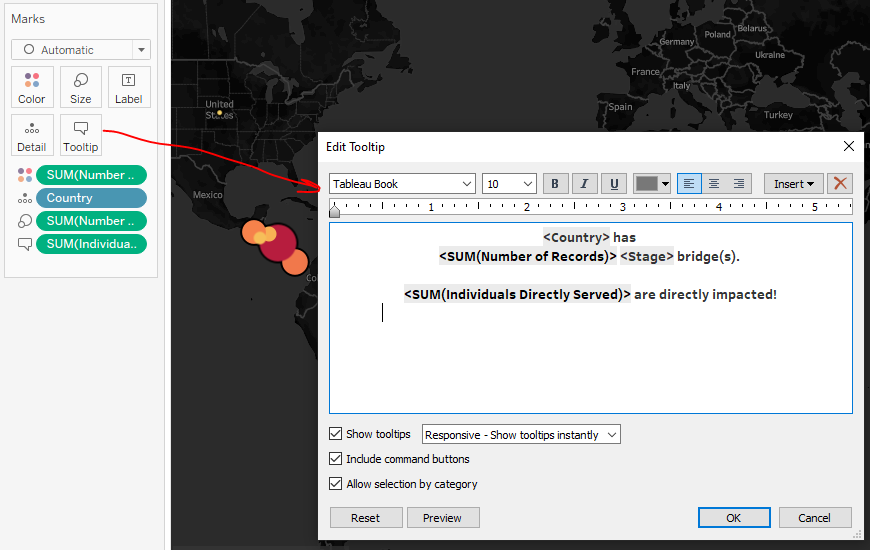 Marks
Automatic
Color
Size
Label
Detail
Tooltip
SUM(Number ..
Country
SUM(Number ..
SUM(Individua..
United
States
Mexico
Germany
Poland
Belarus
Ukraine
France
Italy
Spain
Turkey
Edit Tooltip
Tableau Book
10
B
I
U
Insert
1
2
3
4
5
<Country> has
<SUM(Number of Records)> <Stage> bridge(s).
<SUM(Individuals Directly Served)> are directly impacted!
Show tooltips
Responsive - Show tooltips instantly
Include command buttons
Allow selection by category
Reset
Preview
OK
Cancel